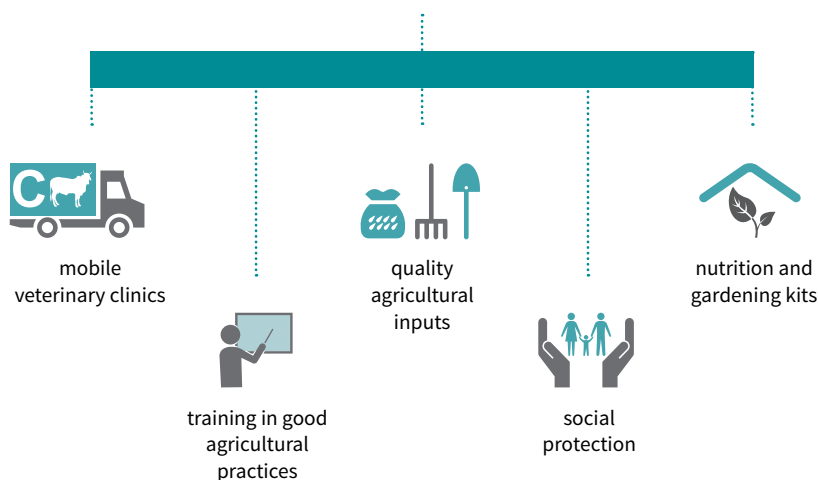 C
mobile
veterinary clinics
training in good
agricultural
practices
quality
agricultural
inputs
social
protection
nutrition and
gardening kits